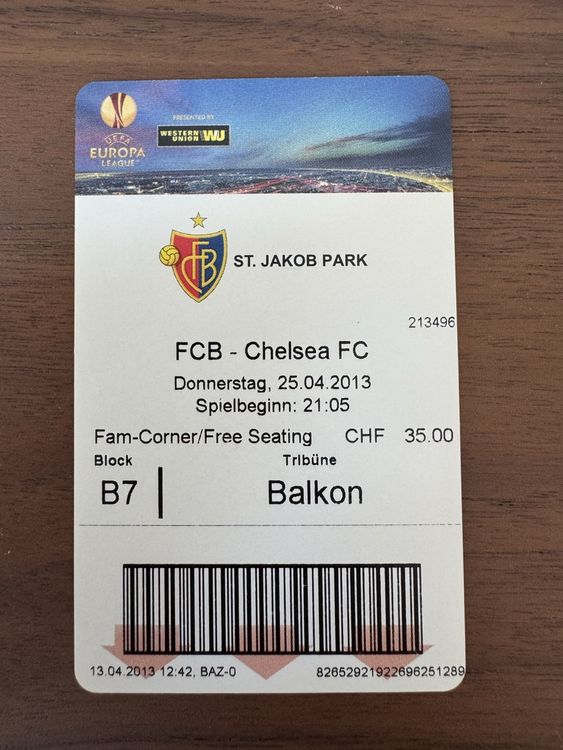 UEFA
EUROPA
LEAGUE
PRESENTED BY
WESTERN UNION WU
FCB
ST. JAKOB PARK
213496
FCB - Chelsea FC
Donnerstag, 25.04.2013
Spielbeginn: 21:05
Fam-Corner/Free Seating CHF 35.00
Block Tribüne
B7 Balkon
13.04.2013 12:42, BAZ-0 82652921922696251289